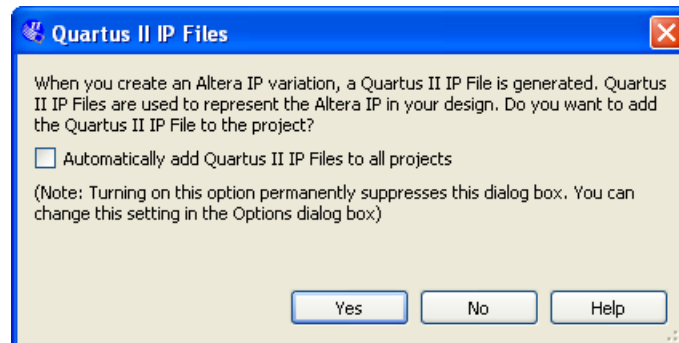 Quartus II IP Files
When you create an Altera IP variation, a Quartus II IP File is generated. Quartus
II IP Files are used to represent the Altera IP in your design. Do you want to add
the Quartus II IP File to the project?
Automatically add Quartus II IP Files to all projects
(Note: Turning on this option permanently suppresses this dialog box. You can
change this setting in the Options dialog box)
Yes No Help